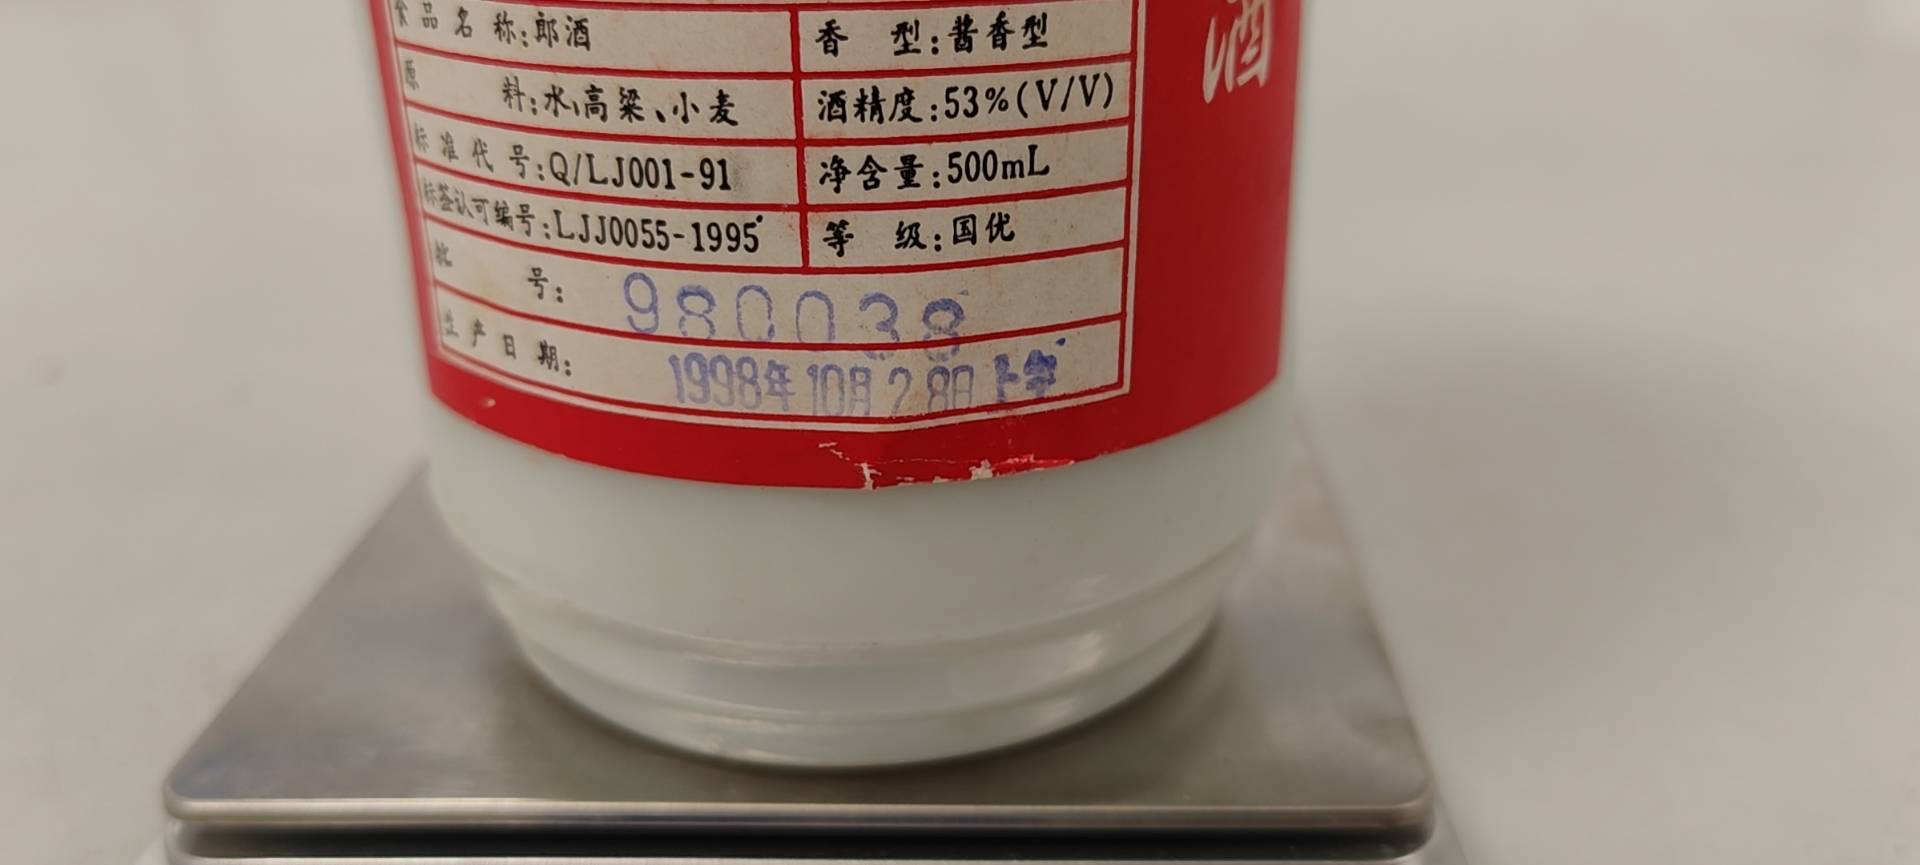 食品名称:郎酒 香 型:酱香型
原 料:水、高粱、小麦 酒精度:53%(V/V)
标准代号:Q/LJ001-91 净含量:500mL
标签认可编号:LJJ0055-1995 等 级:国优
批 号: 980038
生产日期: 1998年10月28日
酒